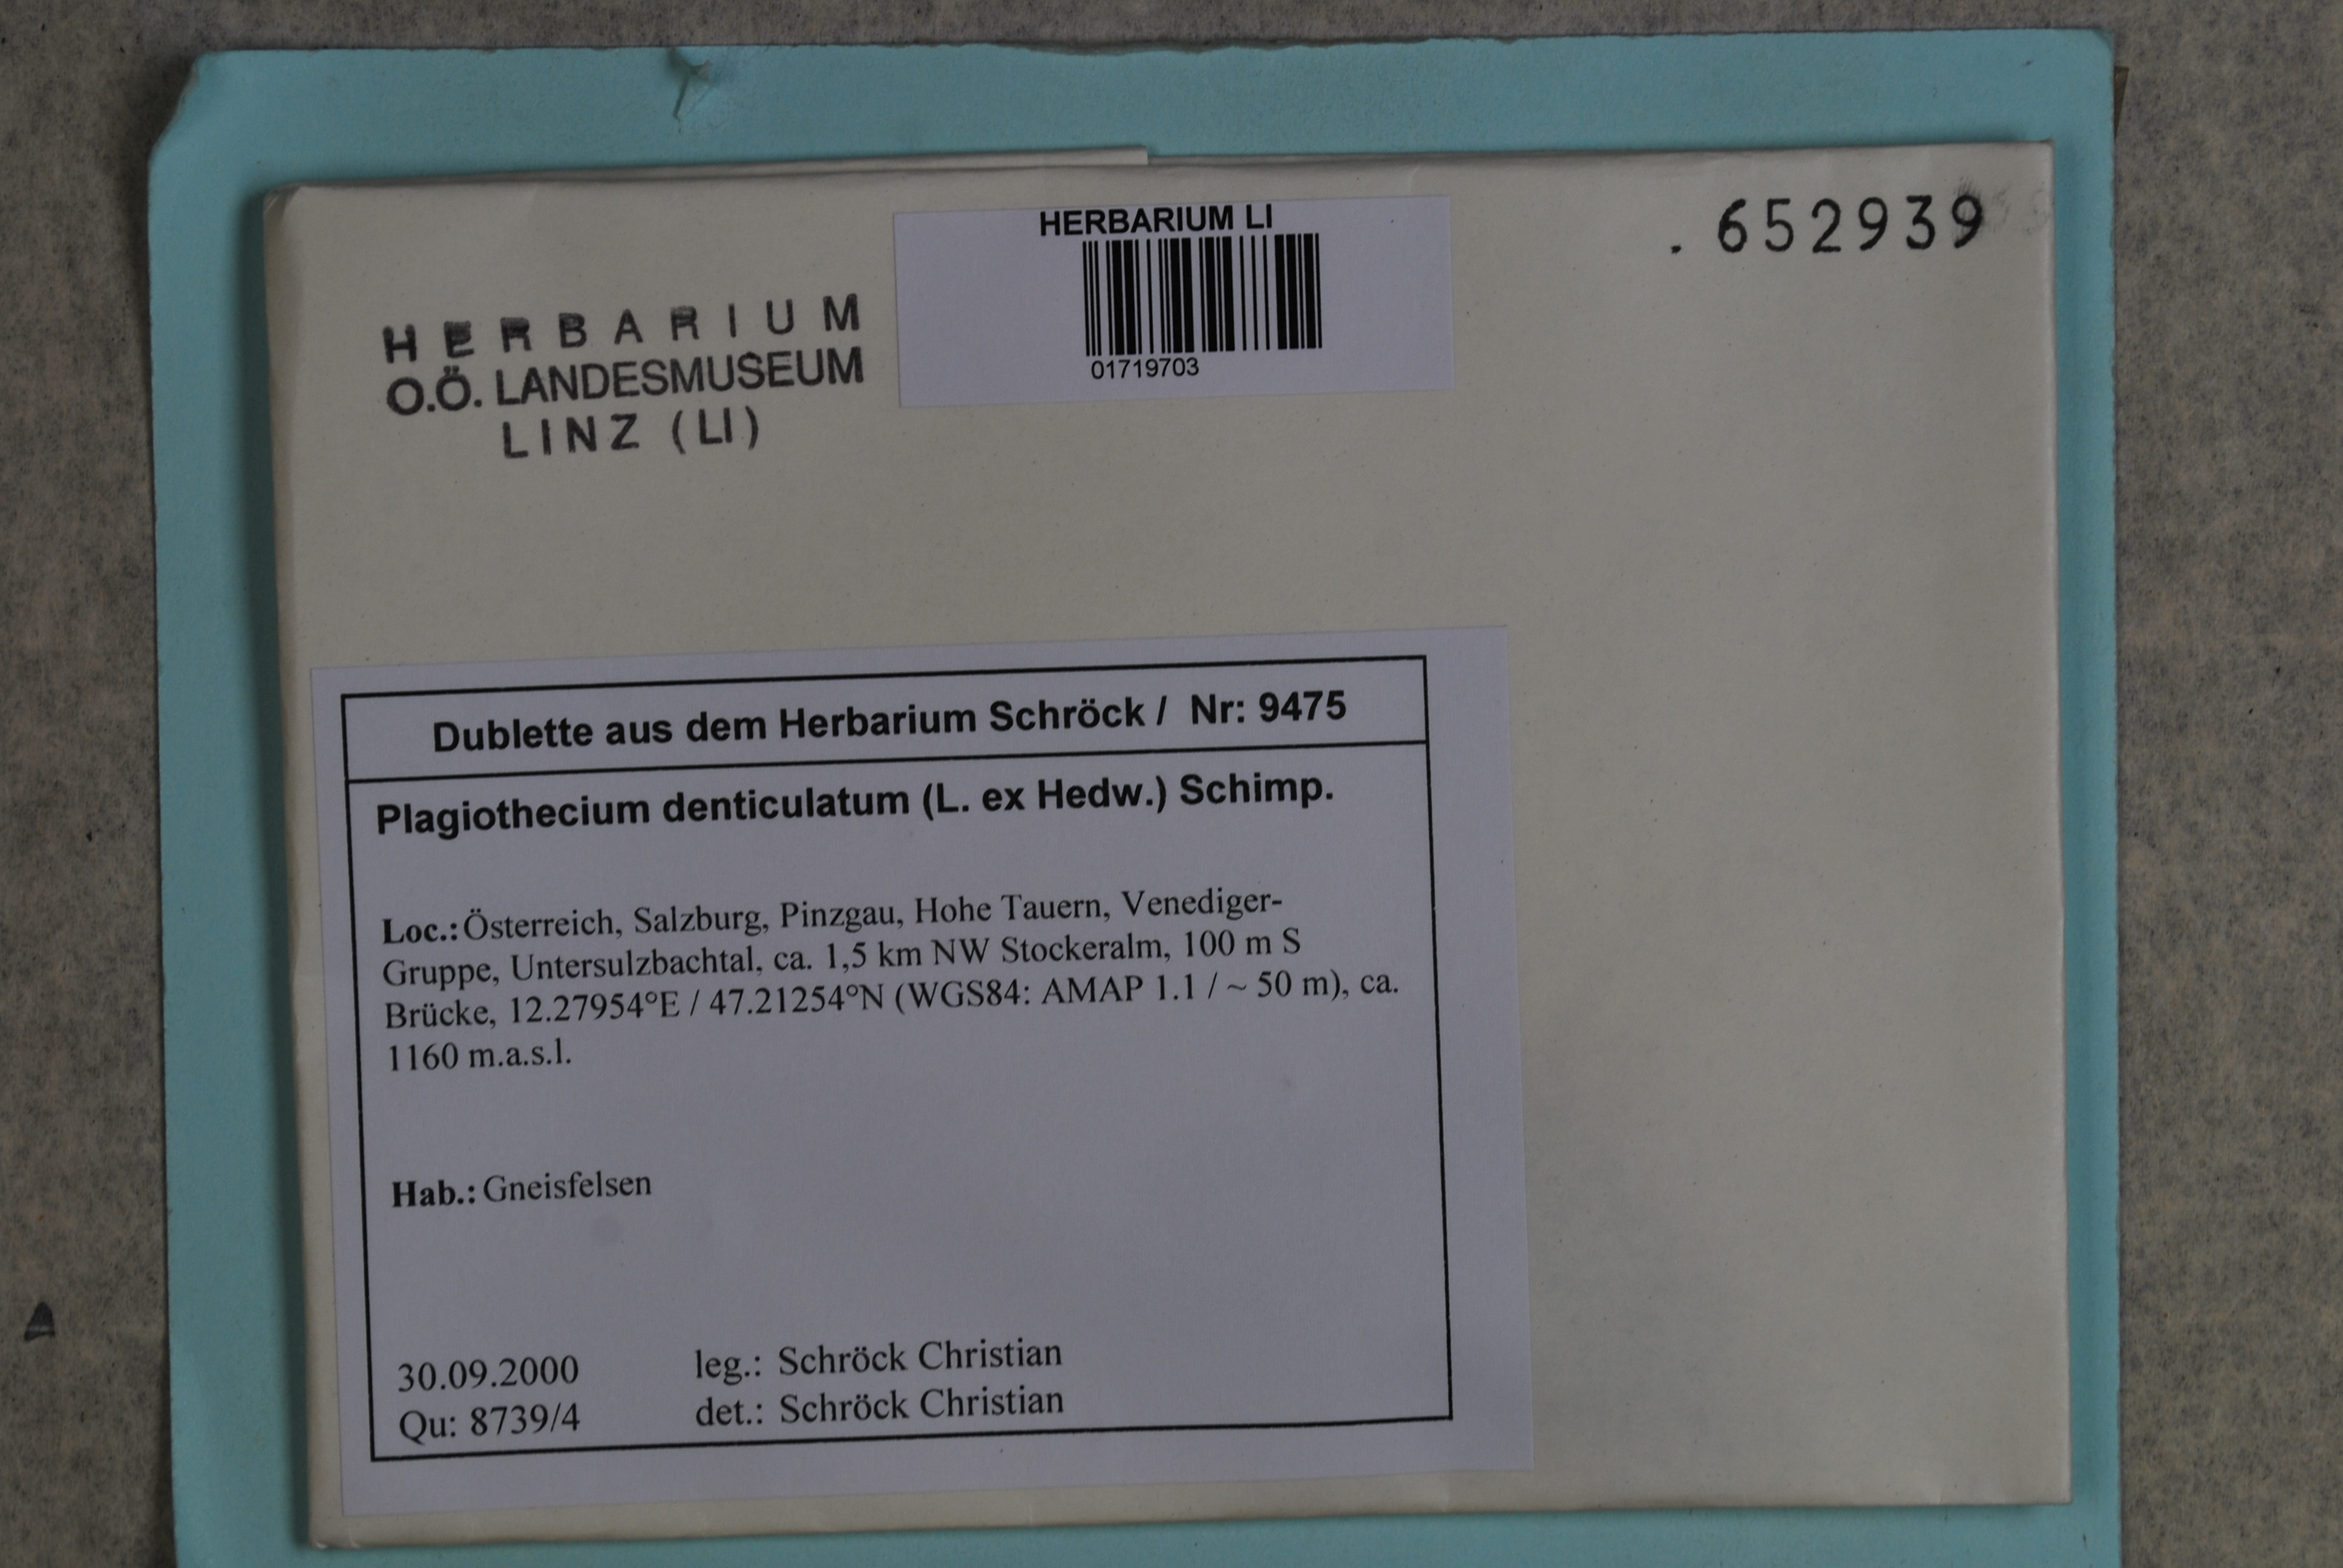 HERBARIUM LI
01719703
.652939
HERBARIUM
O.Ö. LANDESMUSEUM
LINZ (LI)
Dublette aus dem Herbarium Schröck / Nr: 9475
Plagiothecium denticulatum (L. ex Hedw.) Schimp.
Loc.: Österreich, Salzburg, Pinzgau, Hohe Tauern, Venediger-
Gruppe, Untersulzbachtal, ca. 1,5 km NW Stockeralm, 100 m S
Brücke, 12.27954°E / 47.21254°N (WGS84: AMAP 1.1 / ~ 50 m), ca.
1160 m.a.s.l.
Hab.: Gneisfelsen
30.09.2000 leg.: Schröck Christian
Qu: 8739/4 det.: Schröck Christian